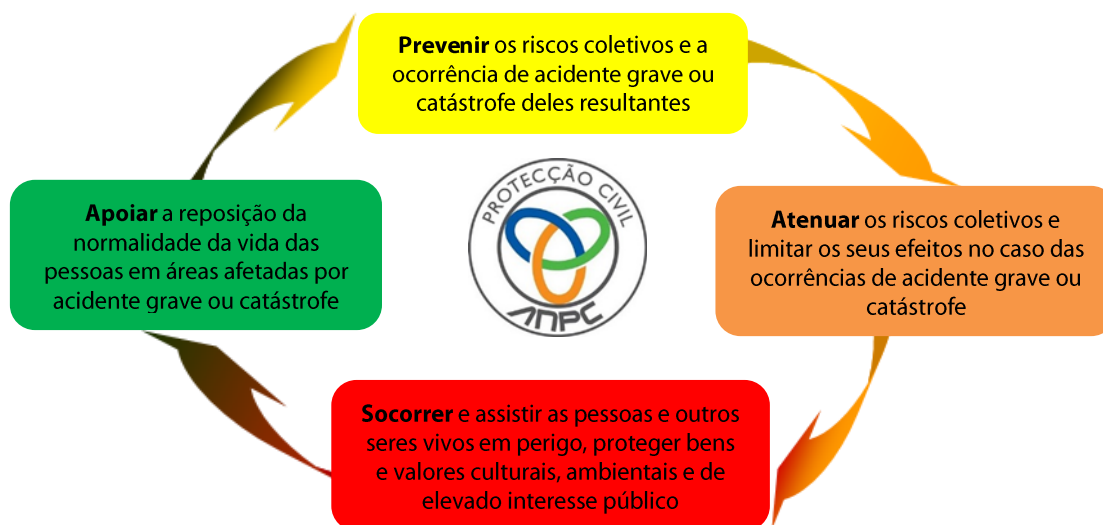 Prevenir os riscos coletivos e a
ocorrência de acidente grave ou
catástrofe deles resultantes
Apoiar a reposição da
normalidade da vida das
pessoas em áreas afetadas por
acidente grave ou catástrofe
PROTECÇÃO CIVIL
ANPC
Atenuar os riscos coletivos e
limitar os seus efeitos no caso das
ocorrências de acidente grave ou
catástrofe
Socorrer e assistir as pessoas e outros
seres vivos em perigo, proteger bens
e valores culturais, ambientais e de
elevado interesse público